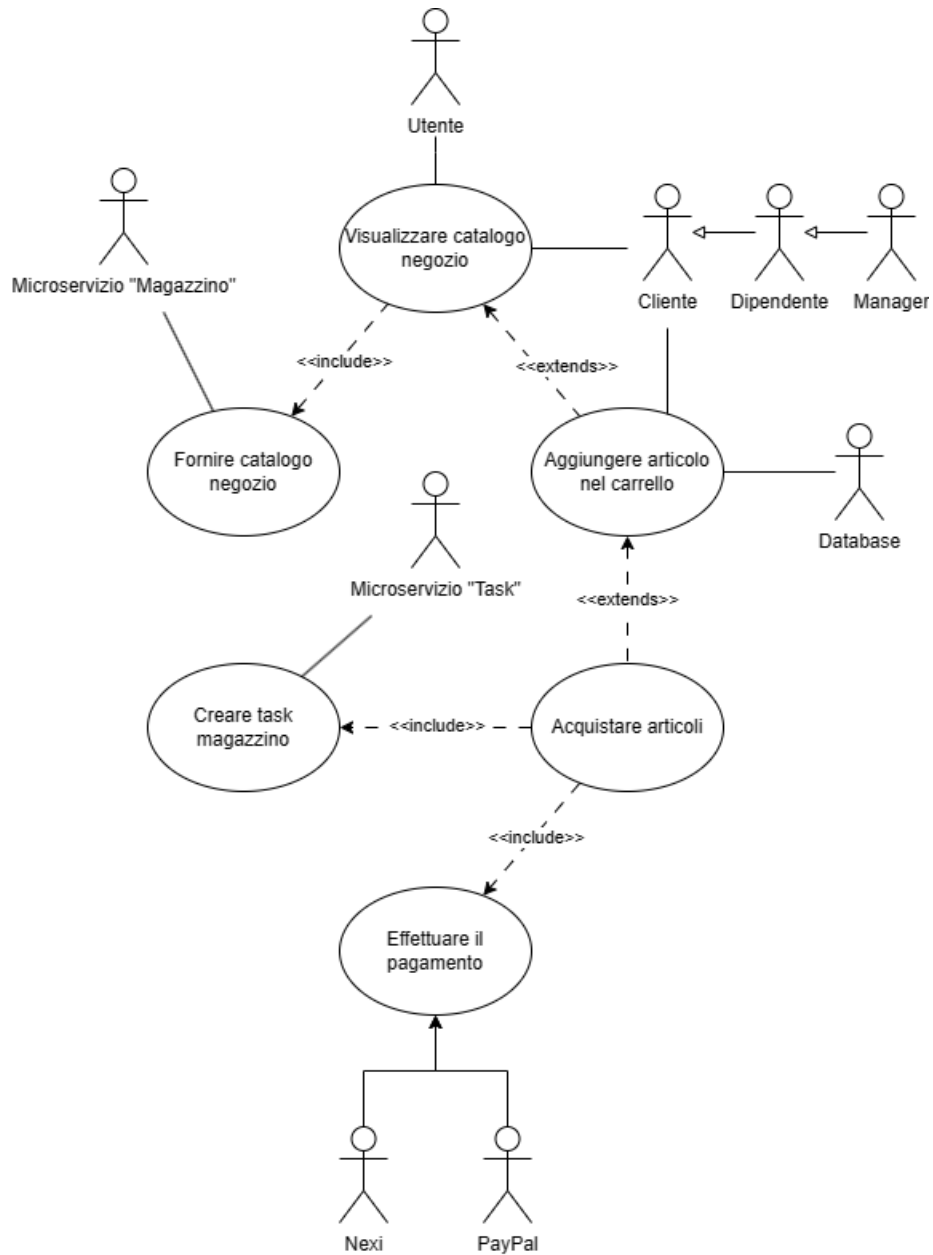 Utente
Visualizzare catalogo
negozio
Microservizio "Magazzino"
Cliente
Dipendente
Manager
<<include>>
<<extends>>
Fornire catalogo
negozio
Aggiungere articolo
nel carrello
Database
Microservizio "Task"
<<extends>>
Creare task
magazzino
<<include>>
Acquistare articoli
<<include>>
Effettuare il
pagamento
Nexi
PayPal